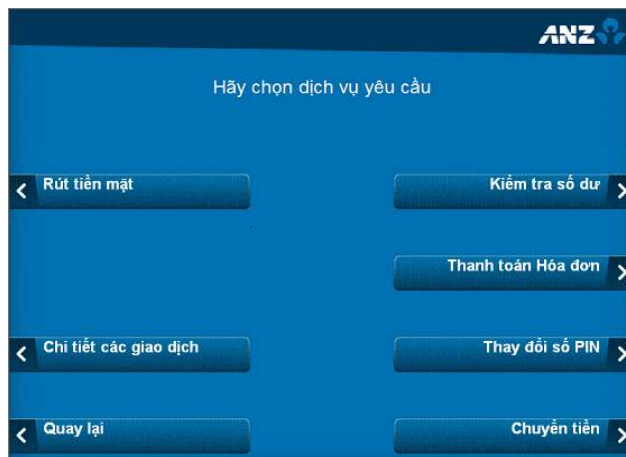 ANZ
Hãy chọn dịch vụ yêu cầu
Rút tiền mặt
Kiểm tra số dư
Thanh toán Hóa đơn
Chi tiết các giao dịch
Thay đổi số PIN
Quay lại
Chuyển tiền